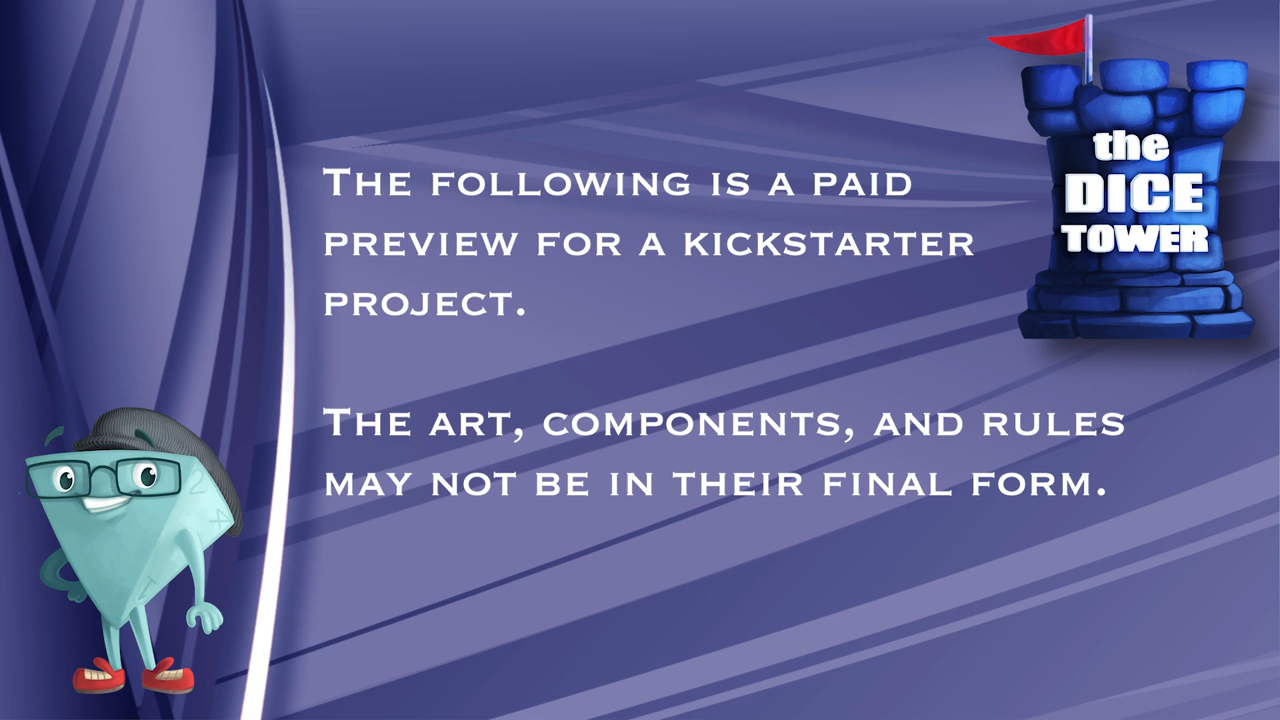 The following is a paid
preview for a Kickstarter
project.
The art, components, and rules
may not be in their final form.
the
DICE
TOWER